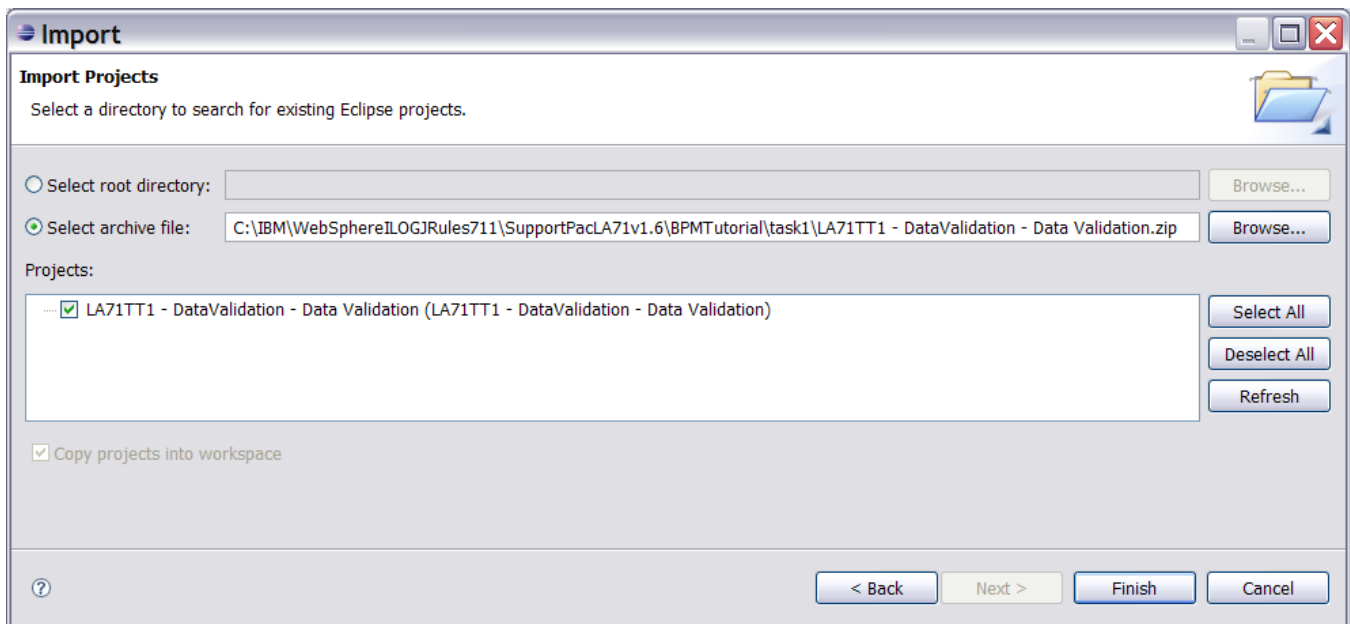 Import
Import Projects
Select a directory to search for existing Eclipse projects.
Select root directory:
Browse...
Select archive file: C:\IBM\WebSphereILOGJRules711\SupportPacLA71v1.6\BPMTutorial\task1\LA71TT1 - DataValidation - Data Validation.zip Browse...
Projects:
LA71TT1 - DataValidation - Data Validation (LA71TT1 - DataValidation - Data Validation)
Select All
Deselect All
Refresh
Copy projects into workspace
? < Back Next > Finish Cancel